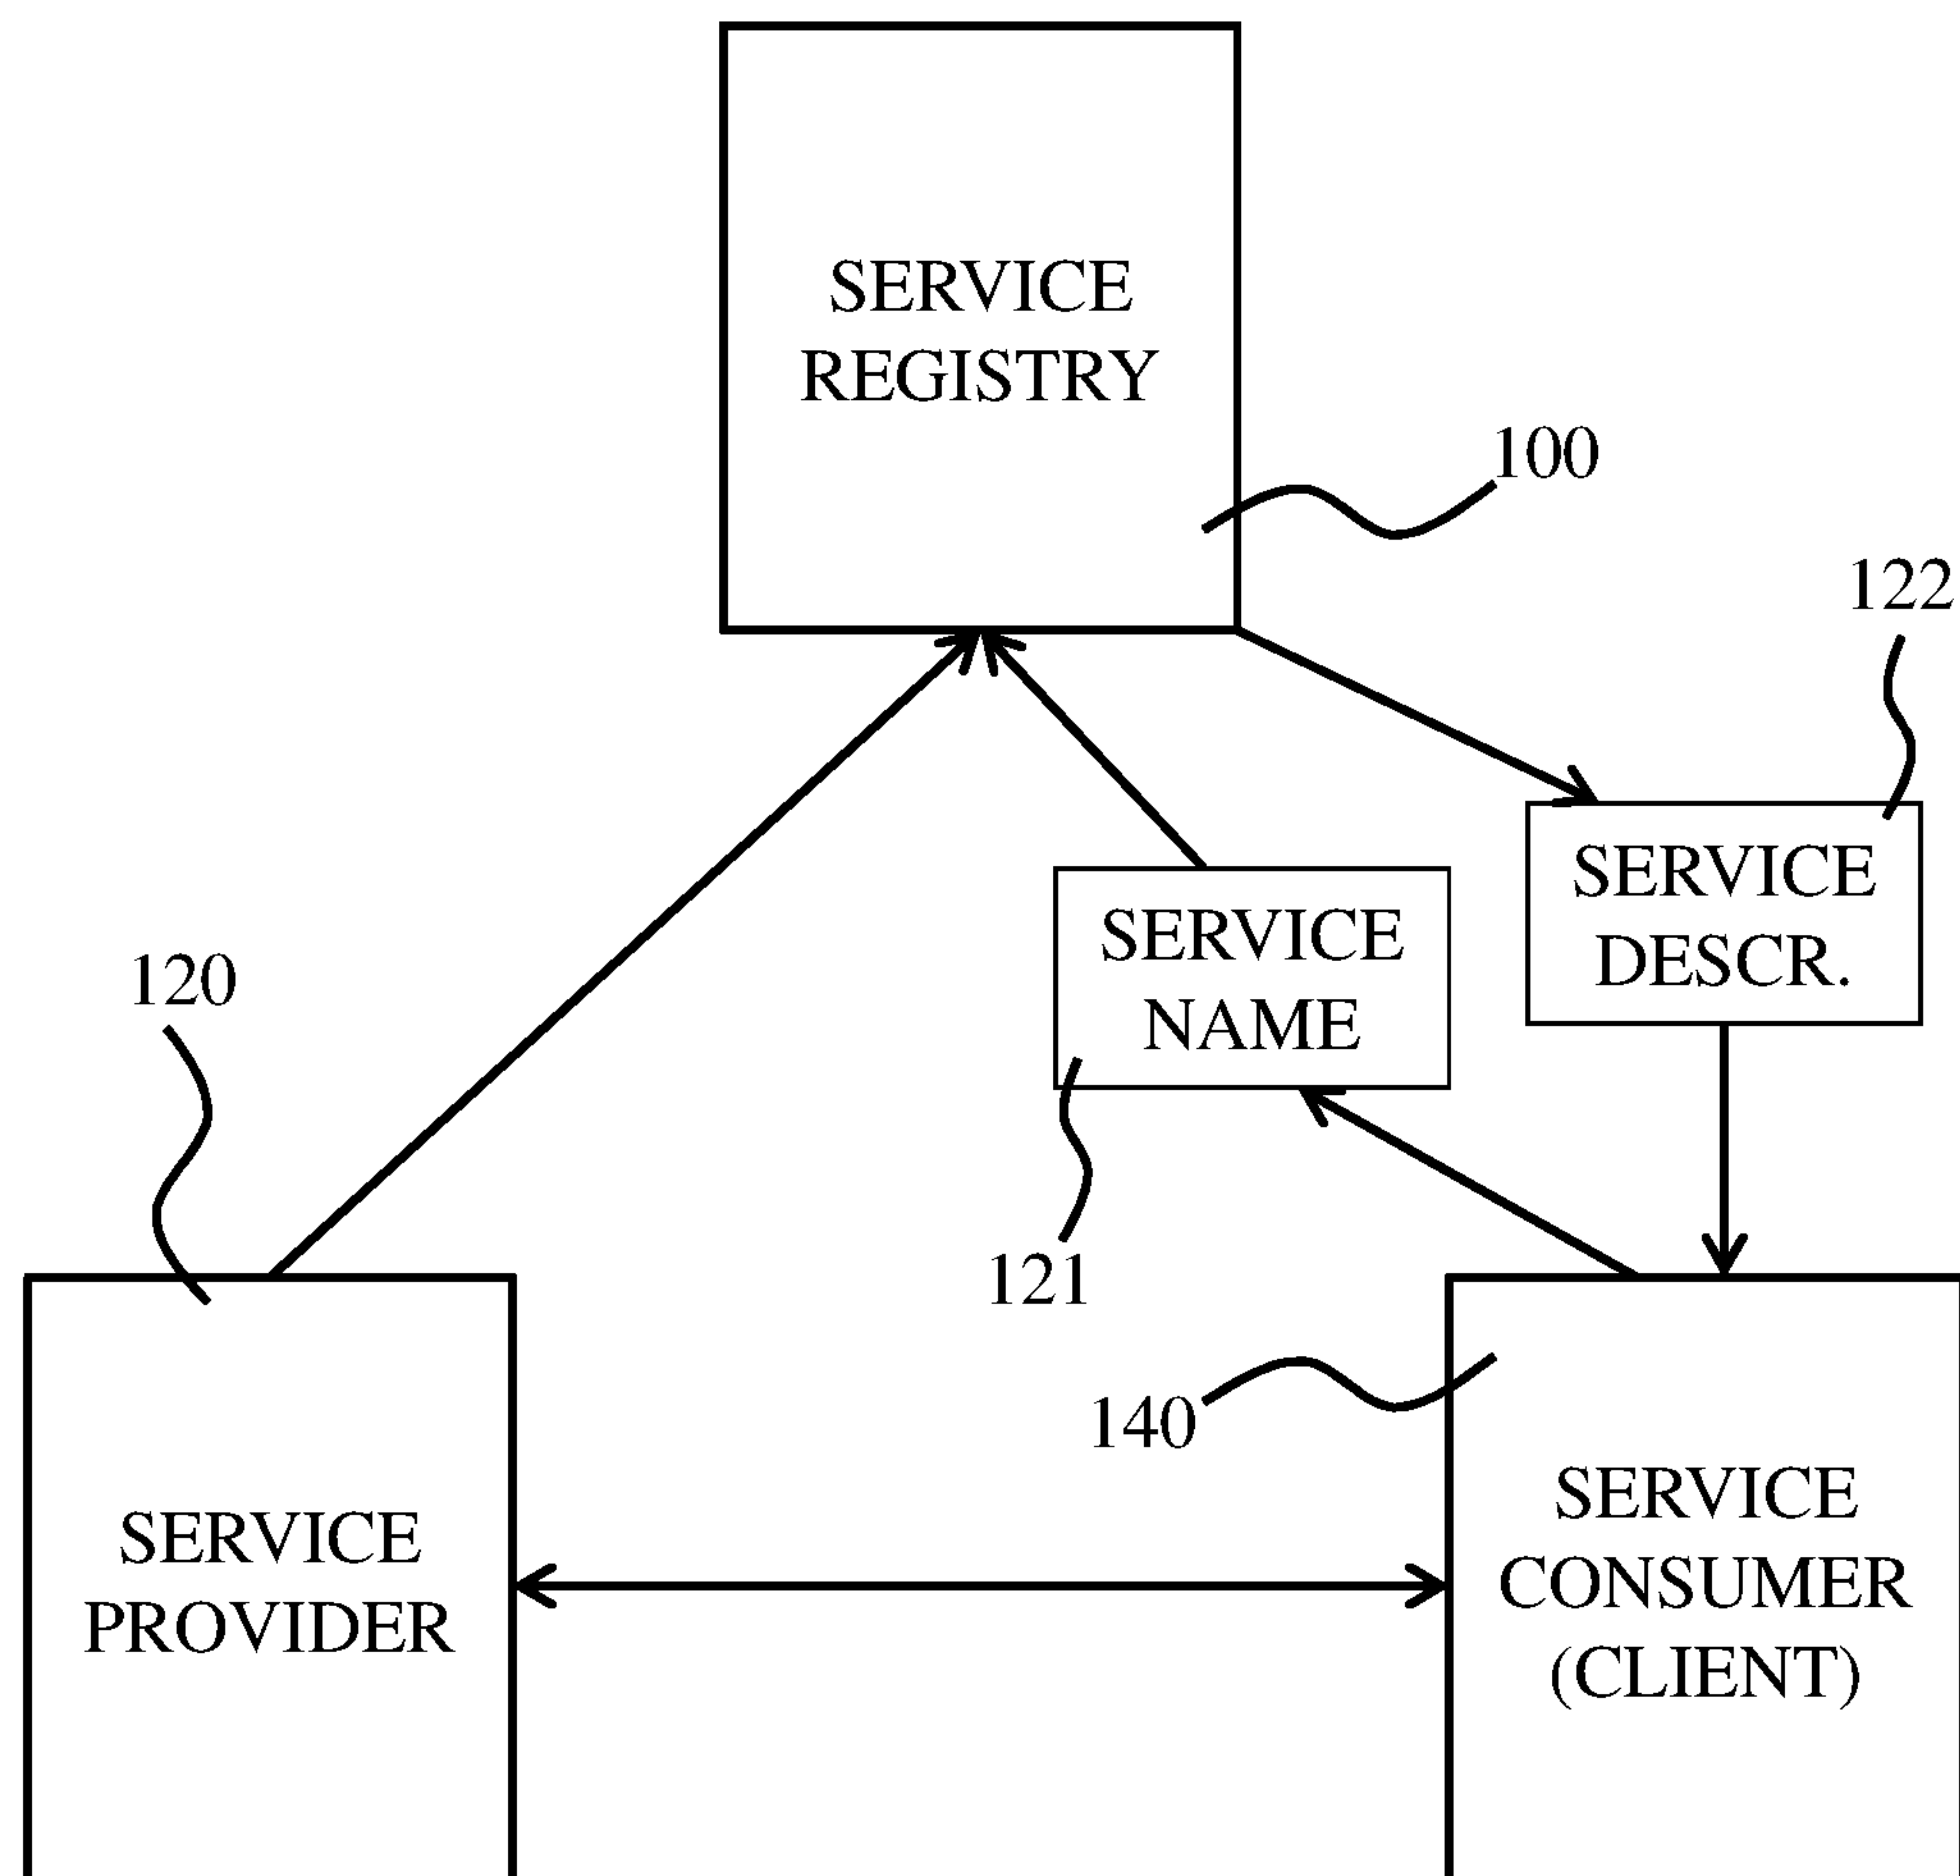 SERVICE
REGISTRY
100
122
SERVICE
DESCR.
SERVICE
NAME
120
121
140
SERVICE
PROVIDER
SERVICE
CONSUMER
(CLIENT)